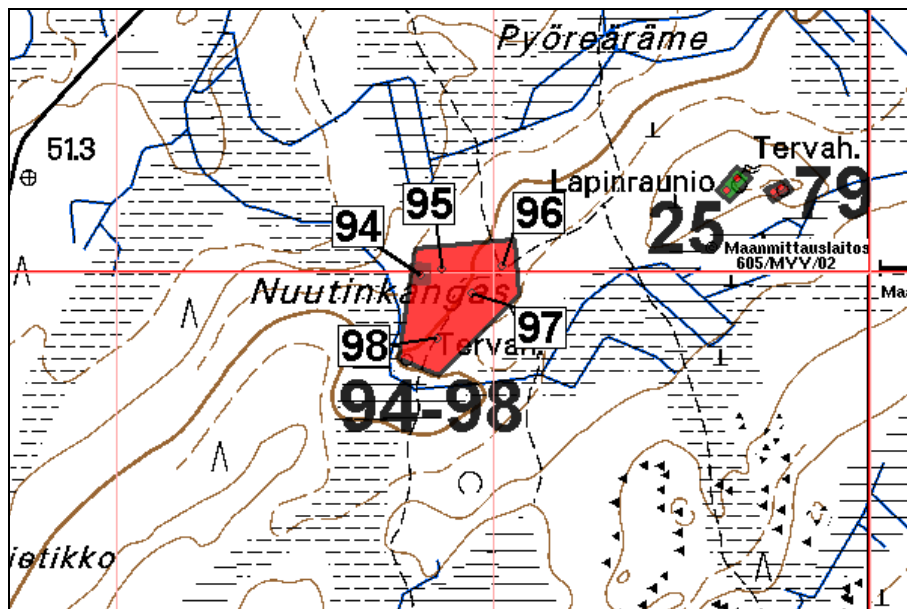 Pyöreäräme
51.3
Tervah.
Lapinraunio
79
25
95
96
94
Maanmittauslaitos
605/MYY/02
Nuutinkangas
Maa
97
98
Tervah.
94-98
ietikko